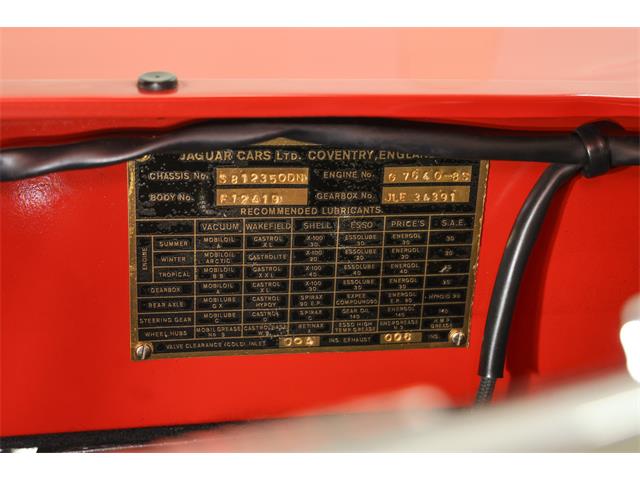 JAGUAR CARS LTD. COVENTRY, ENGLAND
CHASSIS No. S812350DN ENGINE No. G 7640-8S
BODY No. F12419 GEARBOX No. JLE 34391
RECOMMENDED LUBRICANTS
VACUUM WAKEFIELD SHELL ESSO PRICE'S S.A.E.
ENGINE
SUMMER MOBILOIL A CASTROL XL X-100 30 ESSOLUBE 30 ENERGOL 30 30
WINTER MOBILOIL ARCTIC CASTROLITE X-100 20 ESSOLUBE 20 ENERGOL 20 20
TROPICAL MOBILOIL BB CASTROL XXL X-100 40 ESSOLUBE 40 ENERGOL 40
GEARBOX MOBILOIL A CASTROL XL X-100 30 ESSOLUBE 30 ENERGOL 30 30
REAR AXLE MOBILUBE GX CASTROL HYPOY SPIRAX 90 E.P. EXPEE COMPOUND 90 ENERGOL E.P. 90 HYPOID 90
STEERING GEAR MOBILUBE C CASTROL D SPIRAX C GEAR OIL 140 ENERGOL 140 140
WHEEL HUBS MOBILGREASE No. 5 CASTROLEASE W.B. RETINAX A ESSO HIGH TEMP GREASE ENERGREASE N.3 H.M.P. GREASE
VALVE CLEARANCE (COLD), INLET 004 INS. EXHAUST 006 INS.